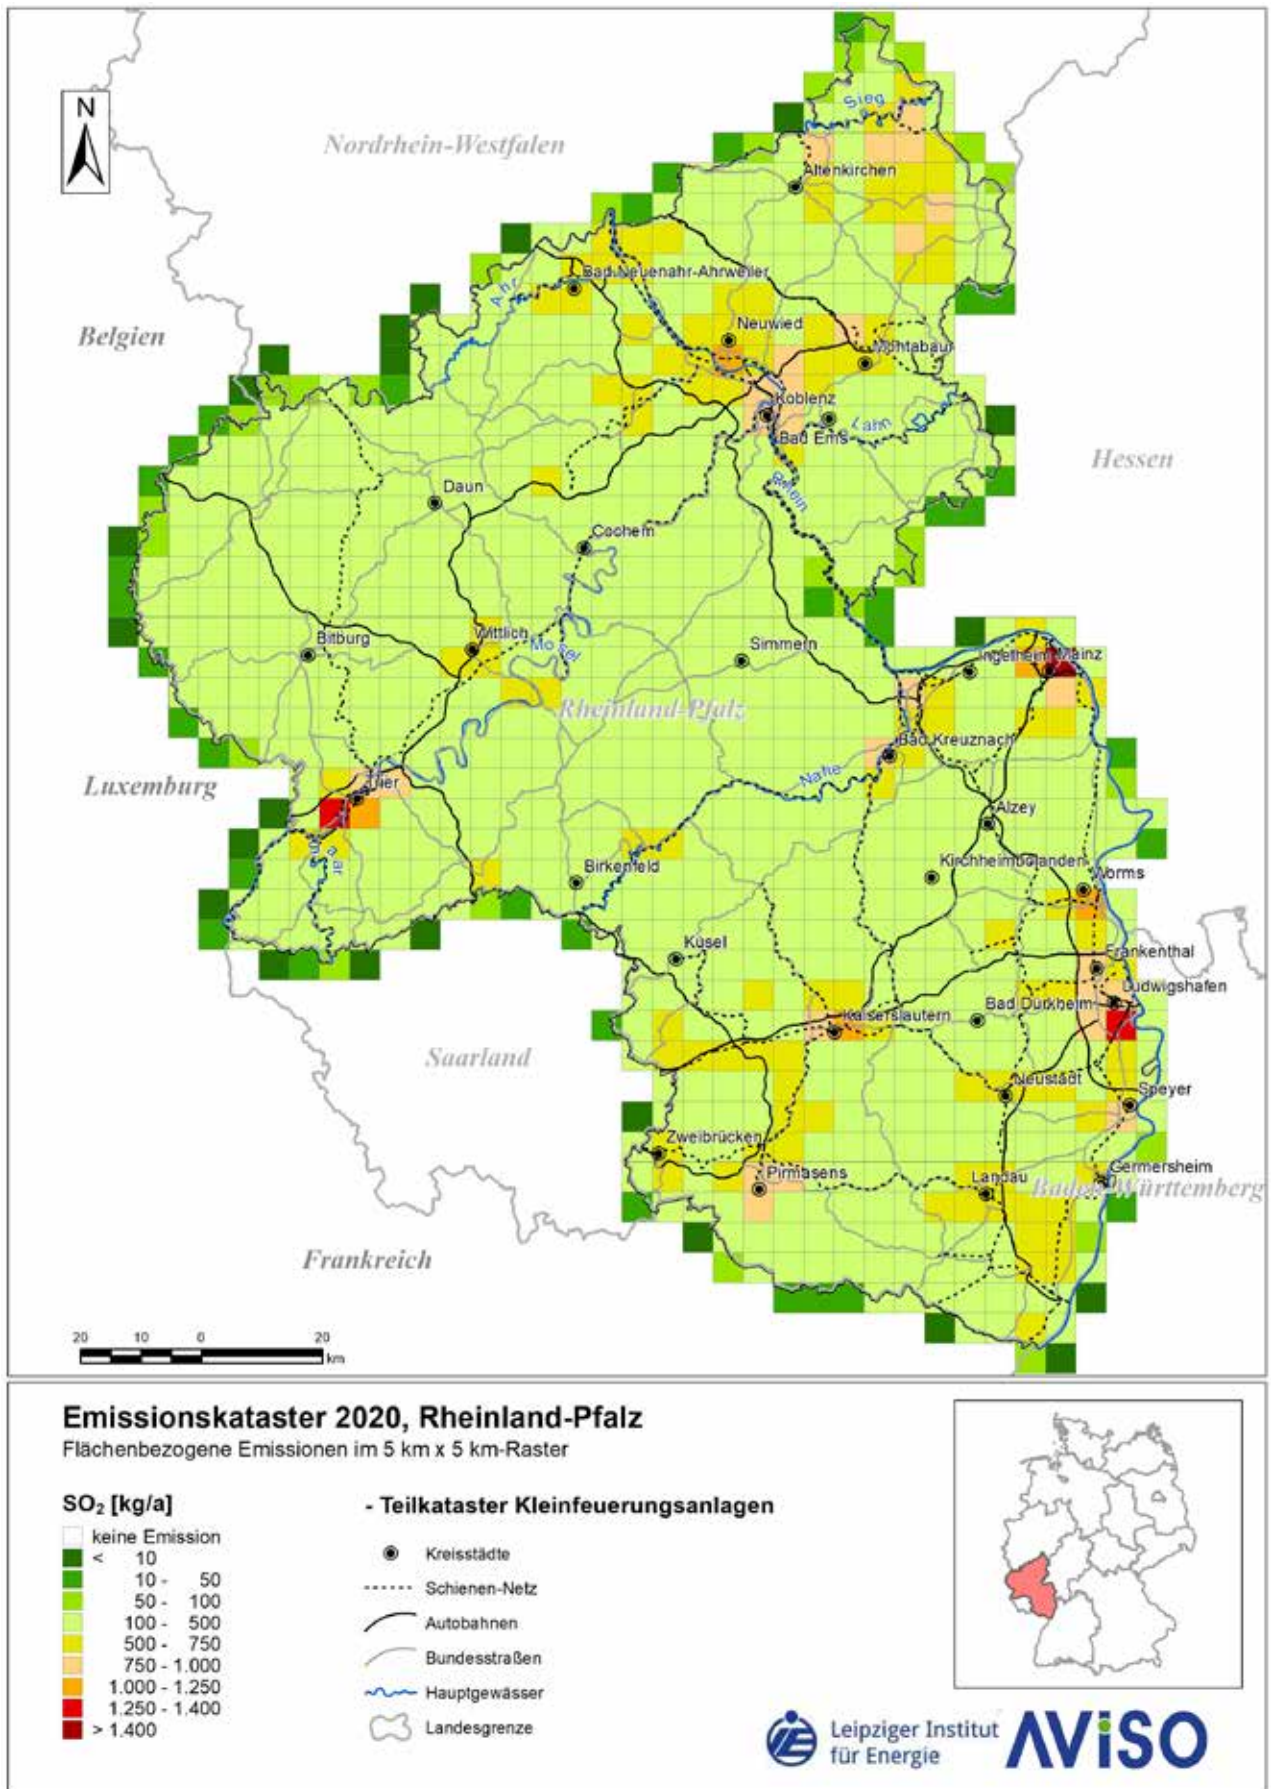 N
Nordrhein-Westfalen
Sieg
Altenkirchen
Bad Neuenahr-Ahrweiler
Ahr
Belgien
Neuwied
Montabaur
Koblenz
Lahn
Bad Ems
Hessen
Rhein
Daun
Cochem
Bitburg
Wittlich
Mosel
Simmern
Ingelheim
Mainz
Rheinland-Pfalz
Bad Kreuznach
Nahe
Luxemburg
Trier
Alzey
Saar
Birkenfeld
Kirchheimbolanden
Worms
Kusel
Frankenthal
Ludwigshafen
Bad Dürkheim
Kaiserslautern
Saarland
Neustadt
Speyer
Zweibrücken
Pirmasens
Landau
Germersheim
Baden-Württemberg
Frankreich
20 10 0 20
km
Emissionskataster 2020, Rheinland-Pfalz
Flächenbezogene Emissionen im 5 km x 5 km-Raster
SO₂ [kg/a]
keine Emission
< 10
10 - 50
50 - 100
100 - 500
500 - 750
750 - 1.000
1.000 - 1.250
1.250 - 1.400
> 1.400
- Teilkataster Kleinfeuerungsanlagen
Kreisstädte
Schienen-Netz
Autobahnen
Bundesstraßen
Hauptgewässer
Landesgrenze
Leipziger Institut
für Energie
AViSO